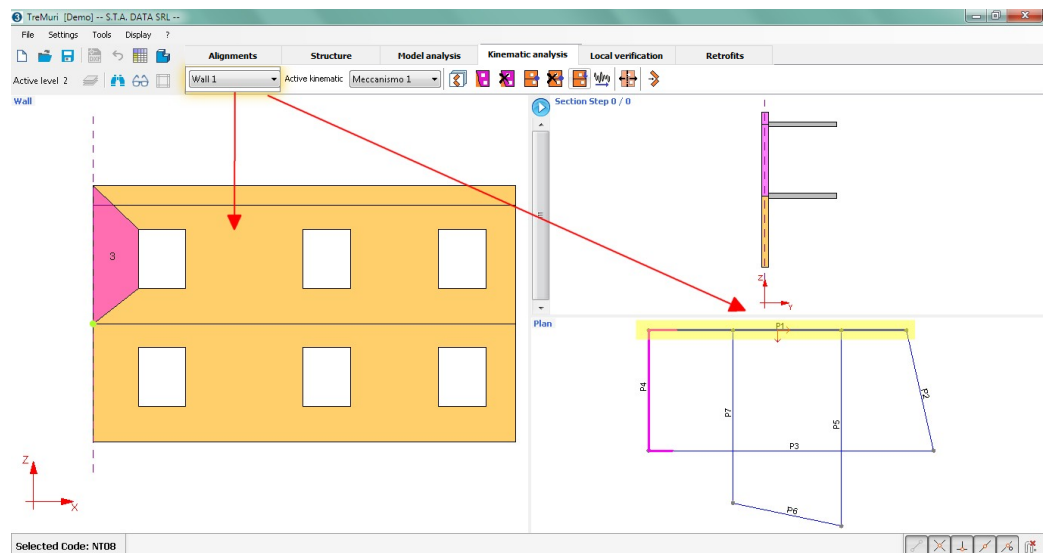 TreMuri [Demo] -- S.T.A. DATA SRL --
File Settings Tools Display ?
Alignments Structure Model analysis Kinematic analysis Local verification Retrofits
Active level 2 Wall 1 Active kinematic Meccanismo 1
Wall
Section Step 0 / 0
3
Z
Y
Plan
P1
P4
P2
P7
P5
P3
P6
Z
X
Selected Code: NT08